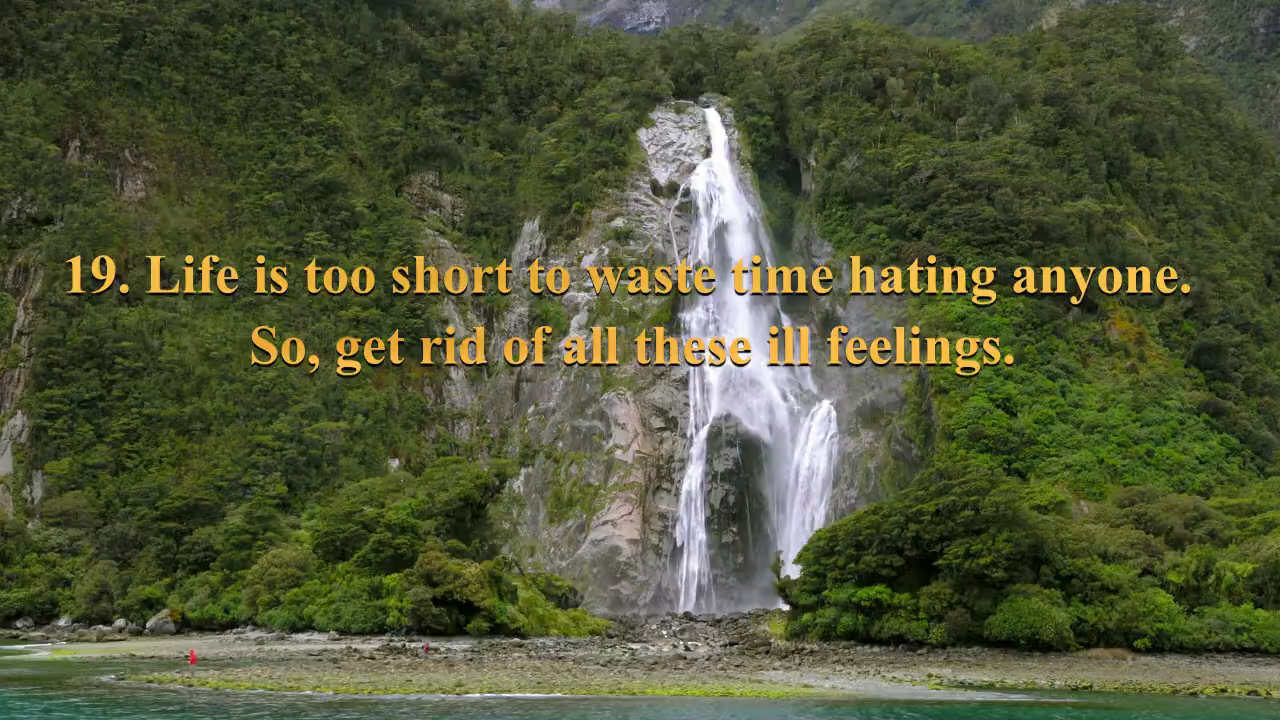 19. Life is too short to waste time hating anyone.
So, get rid of all these ill feelings.